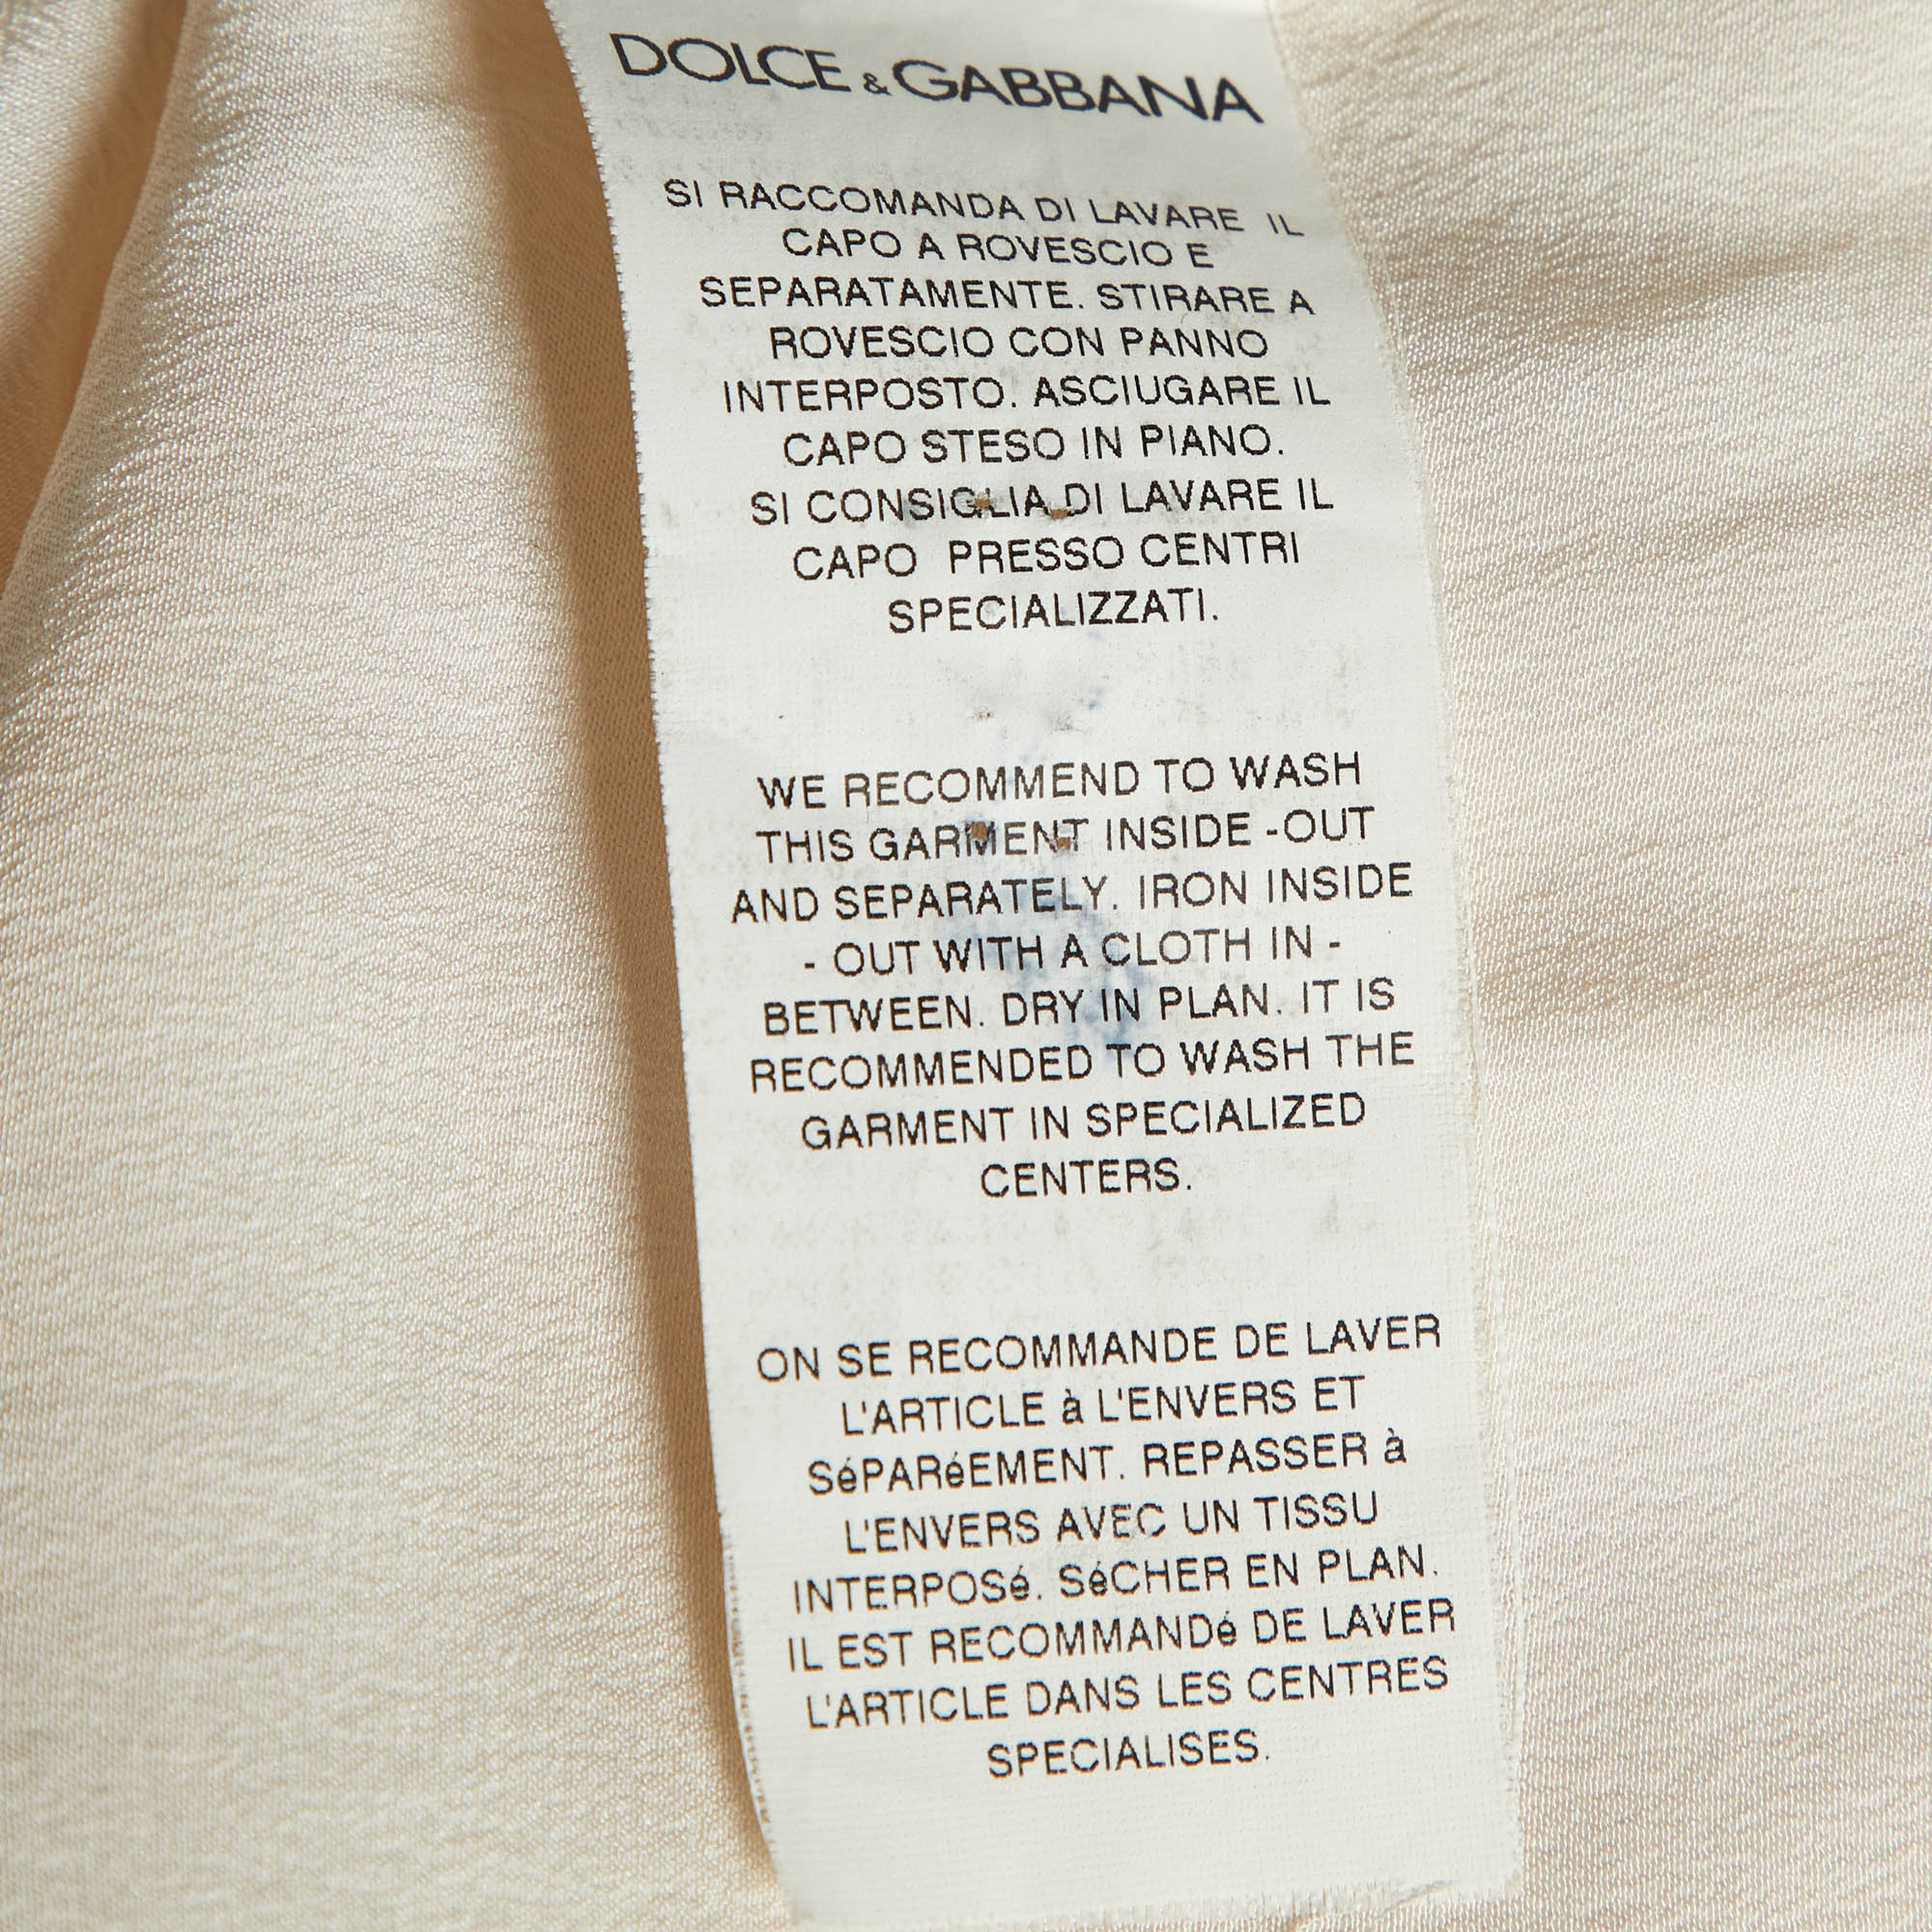 DOLCE & GABBANA
SI RACCOMANDA DI LAVARE IL
CAPO A ROVESCIO E
SEPARATAMENTE. STIRARE A
ROVESCIO CON PANNO
INTERPOSTO. ASCIUGARE IL
CAPO STESO IN PIANO.
SI CONSIGLIA DI LAVARE IL
CAPO PRESSO CENTRI
SPECIALIZZATI.
WE RECOMMEND TO WASH
THIS GARMENT INSIDE -OUT
AND SEPARATELY. IRON INSIDE
- OUT WITH A CLOTH IN -
BETWEEN. DRY IN PLAN. IT IS
RECOMMENDED TO WASH THE
GARMENT IN SPECIALIZED
CENTERS.
ON SE RECOMMANDE DE LAVER
L'ARTICLE à L'ENVERS ET
SéPARéEMENT. REPASSER à
L'ENVERS AVEC UN TISSU
INTERPOSé. SéCHER EN PLAN.
IL EST RECOMMANDé DE LAVER
L'ARTICLE DANS LES CENTRES
SPECIALISES.